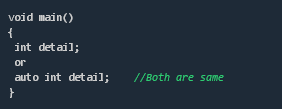 void main()
{
int detail;
or
auto int detail; //Both are same
}